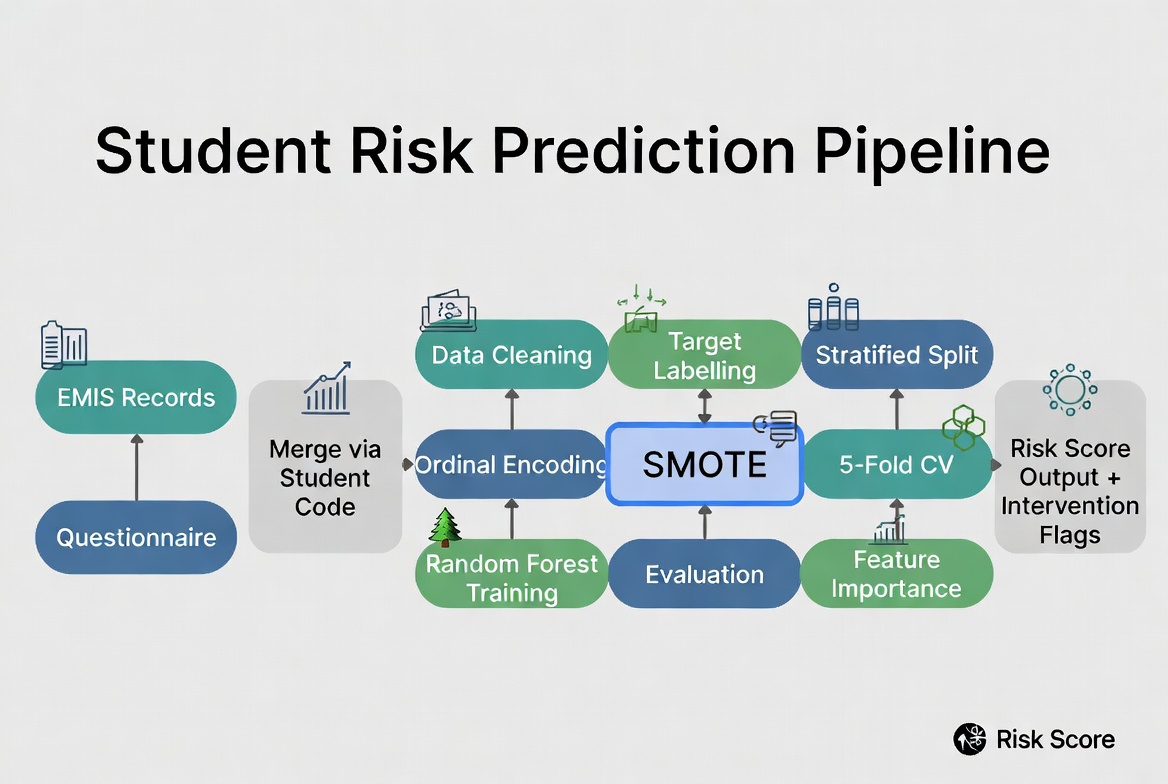 Student Risk Prediction Pipeline
EMIS Records
Questionnaire
Merge via
Student
Code
Data Cleaning
Target
Labelling
Stratified Split
Ordinal Encoding
SMOTE
5-Fold CV
Random Forest
Training
Evaluation
Feature
Importance
Risk Score
Output +
Intervention
Flags
Risk Score